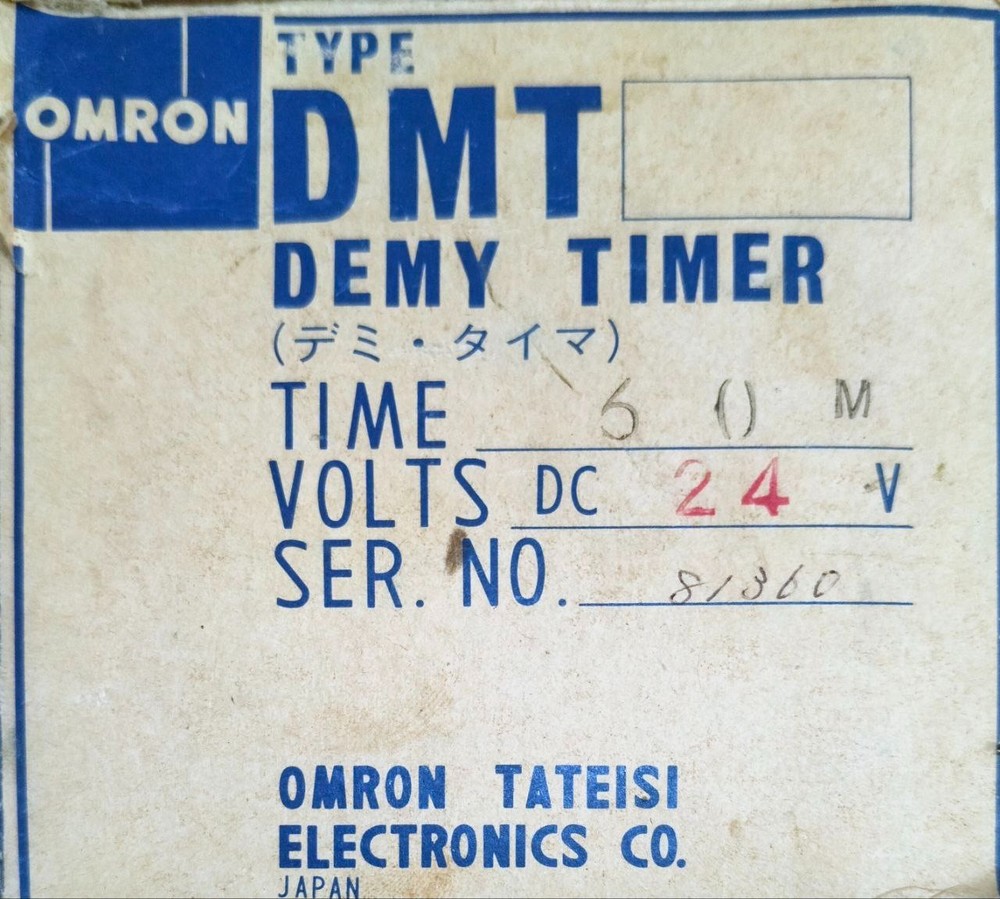 OMRON
TYPE
DMT
DEMY TIMER
(デミ・タイマ)
TIME 60 M
VOLTS DC 24 V
SER. NO. 81360
OMRON TATEISI
ELECTRONICS CO.
JAPAN